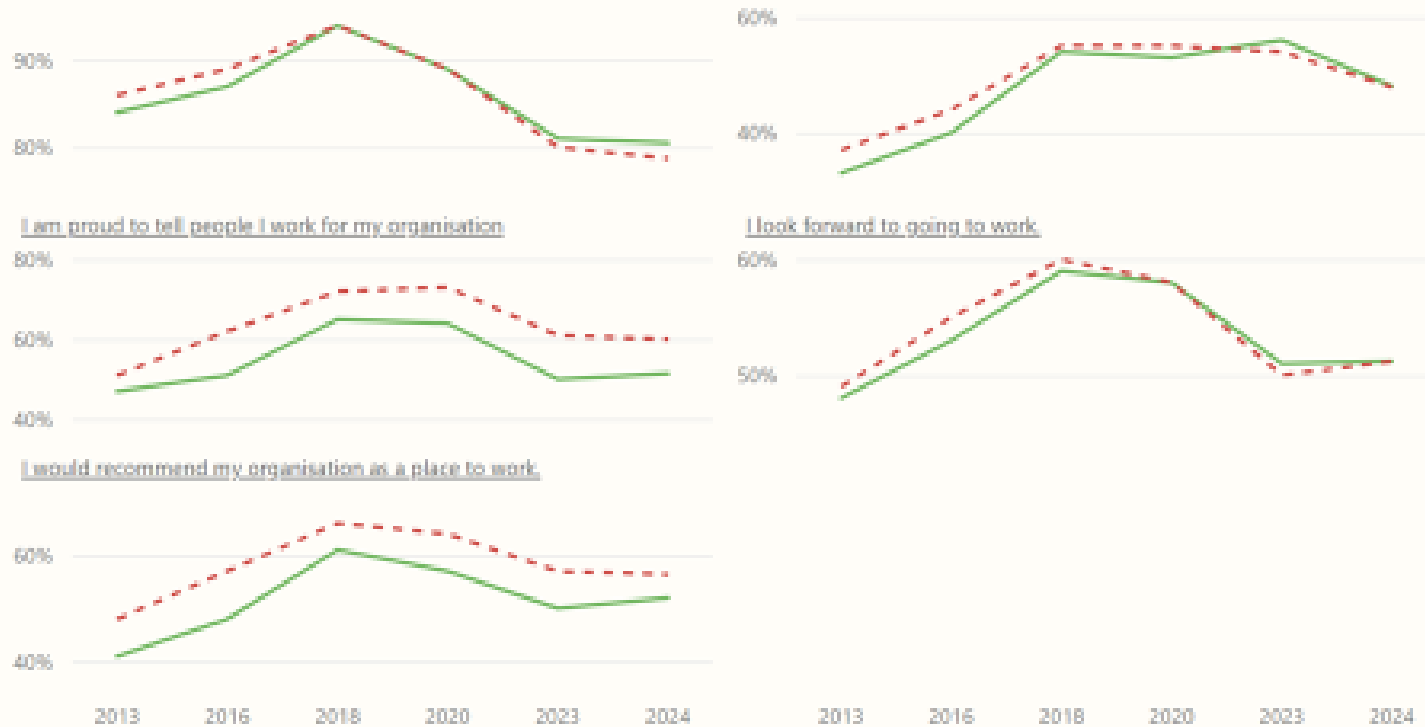 60%
90%
40%
80%
I am proud to tell people I work for my organisation
I look forward to going to work.
80%
60%
60%
50%
40%
I would recommend my organisation as a place to work.
60%
40%
2013 2016 2018 2020 2023 2024
2013 2016 2018 2020 2023 2024